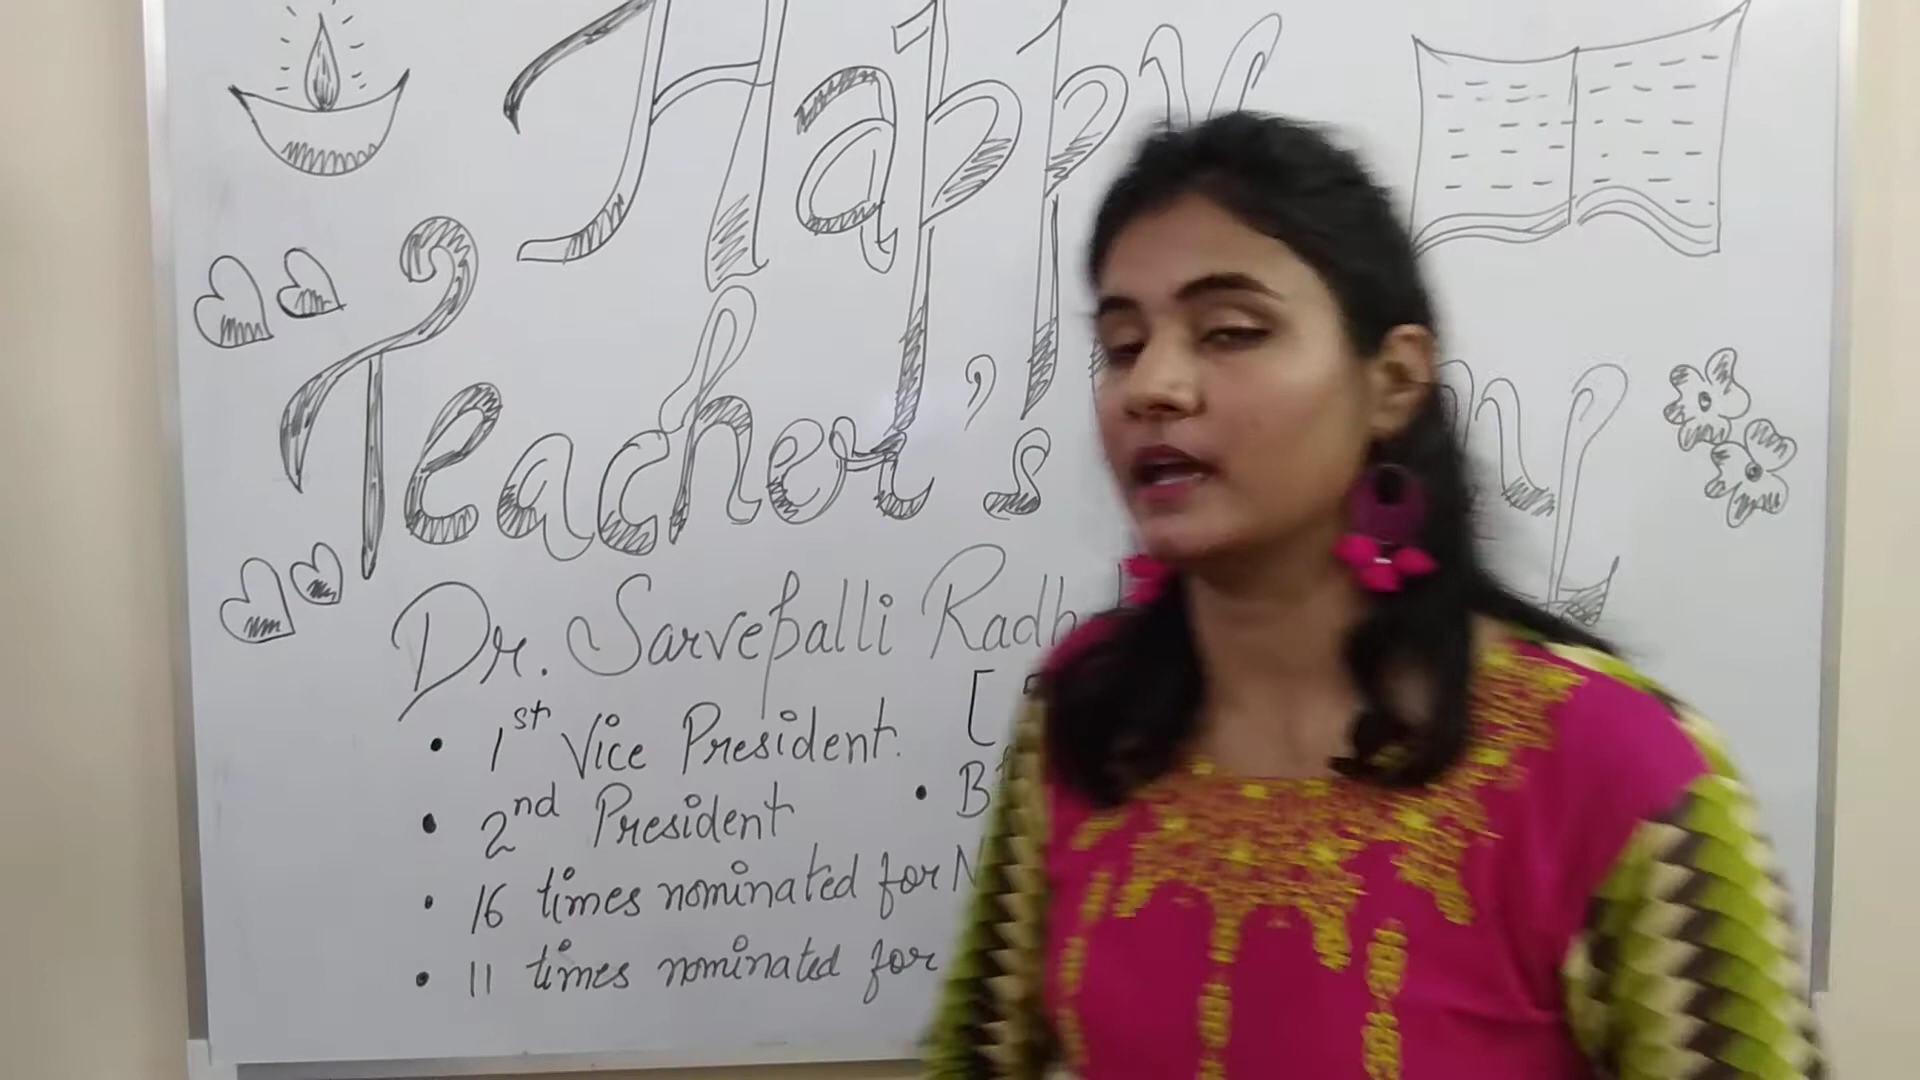 Happy
Teacher's
Dr. Sarvepalli Radh
1st Vice President.
2nd President
16 times nominated for N
11 times nominated for